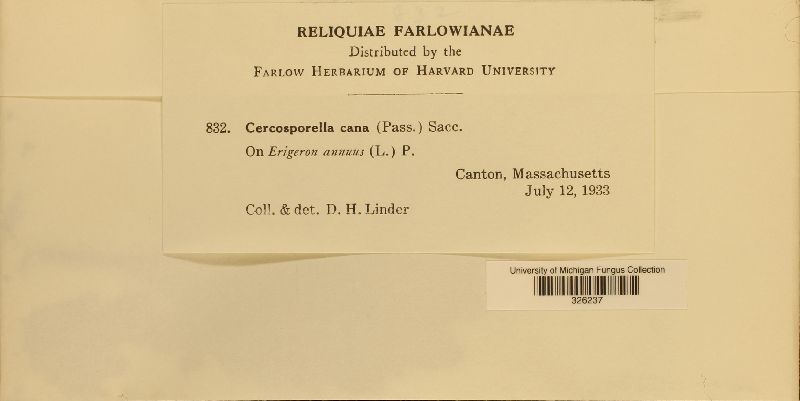 RELIQUIAE FARLOWIANAE
Distributed by the
FARLOW HERBARIUM OF HARVARD UNIVERSITY
832. Cercosporella cana (Pass.) Sacc.
On Erigeron annuus (L.) P.
Canton, Massachusetts
July 12, 1933
Coll. & det. D. H. Linder
University of Michigan Fungus Collection
326237